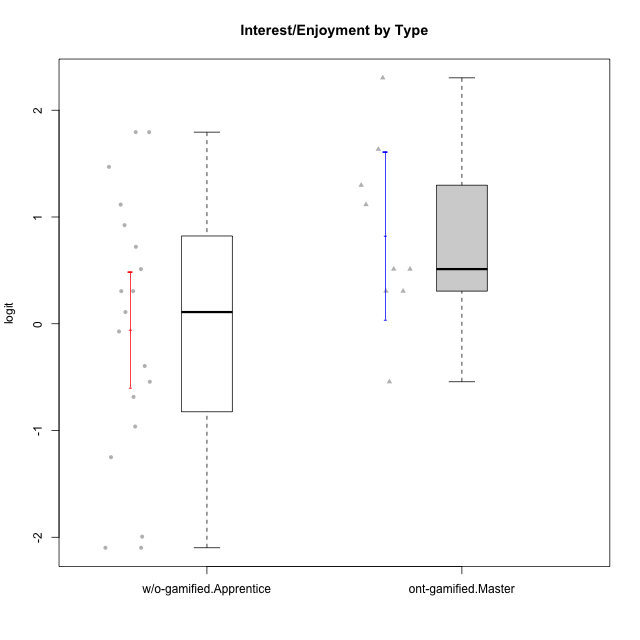 Interest/Enjoyment by Type
logit
2
1
0
-1
-2
w/o-gamified.Apprentice
ont-gamified.Master